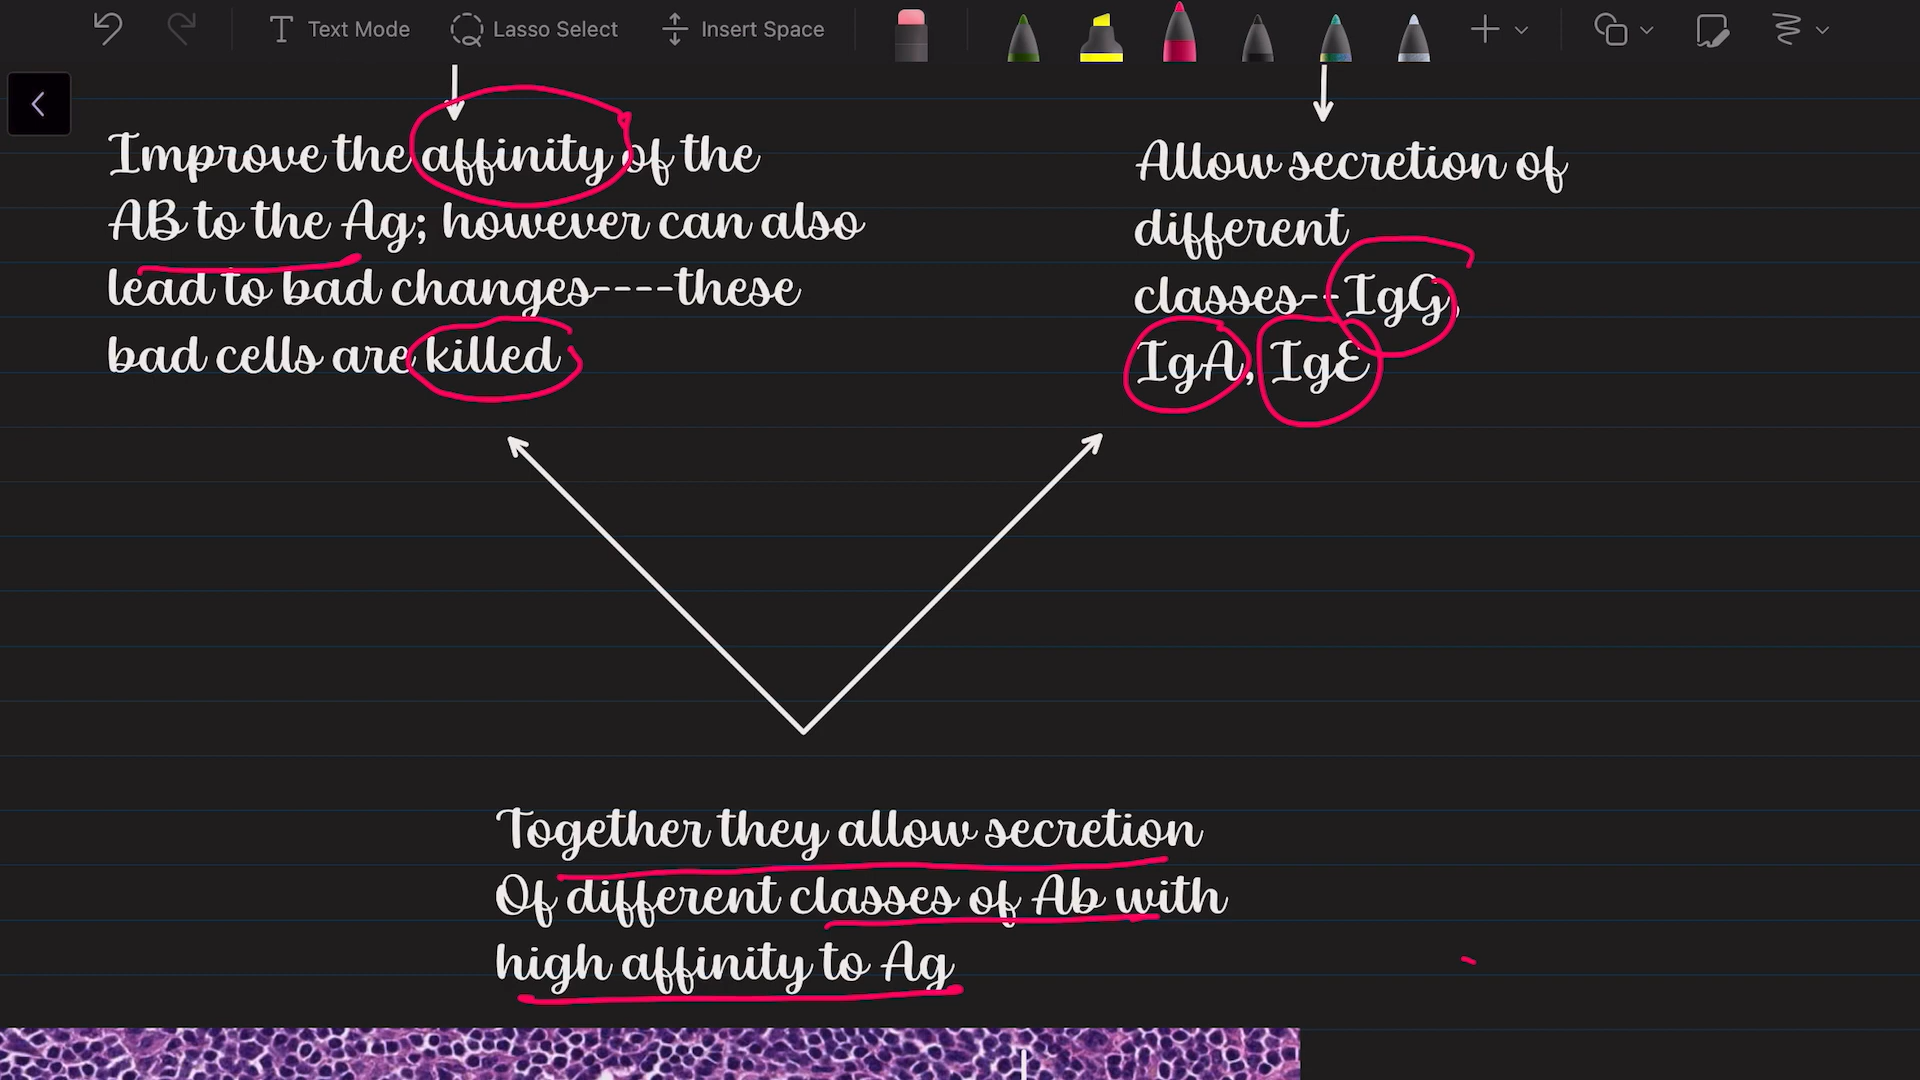 Text Mode
Lasso Select
Insert Space
Improve the affinity of the
AB to the Ag; however can also
lead to bad changes----these
bad cells are killed
Allow secretion of
different
classes--IgG,
IgA, IgE
Together they allow secretion
Of different classes of Ab with
high affinity to Ag